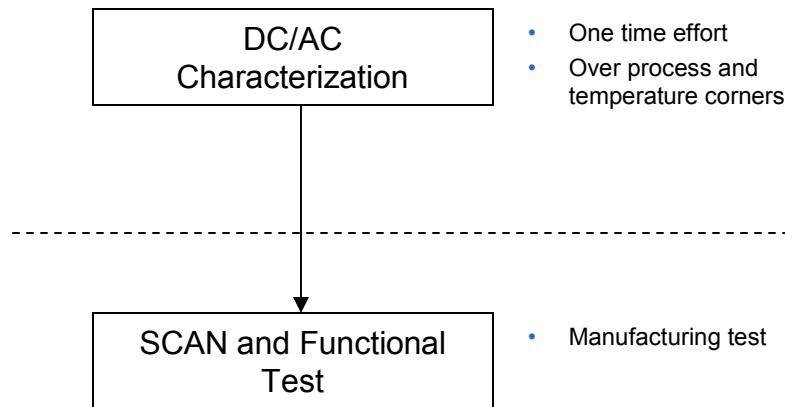 DC/AC
Characterization
• One time effort
• Over process and
temperature corners
SCAN and Functional
Test
• Manufacturing test